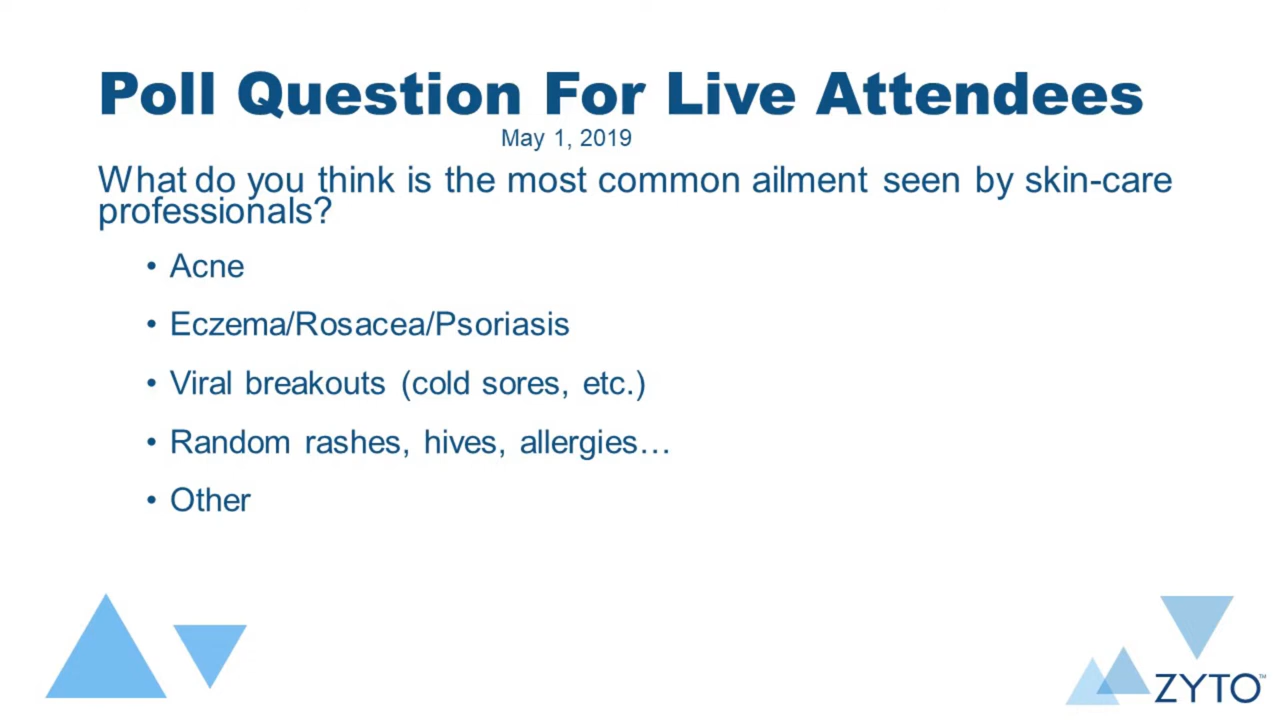 Poll Question For Live Attendees
May 1, 2019
What do you think is the most common ailment seen by skin-care
professionals?
• Acne
• Eczema/Rosacea/Psoriasis
• Viral breakouts (cold sores, etc.)
• Random rashes, hives, allergies…
• Other
ZYTO™